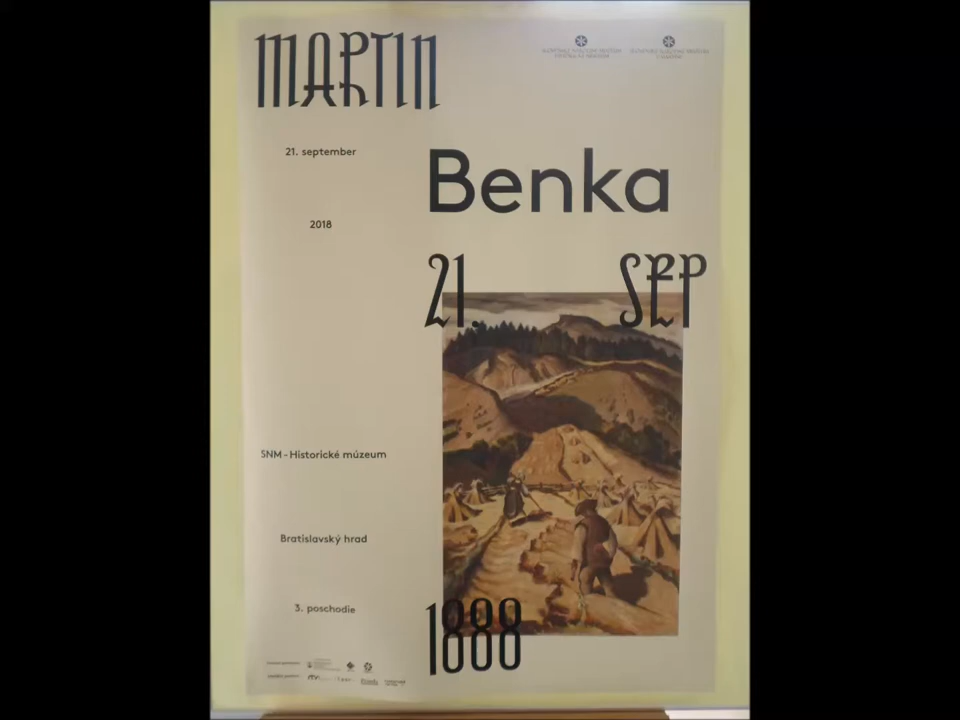 MARTIN
Benka
21. september
2018
21. SEP
SNM - Historické múzeum
Bratislavský hrad
3. poschodie
1888